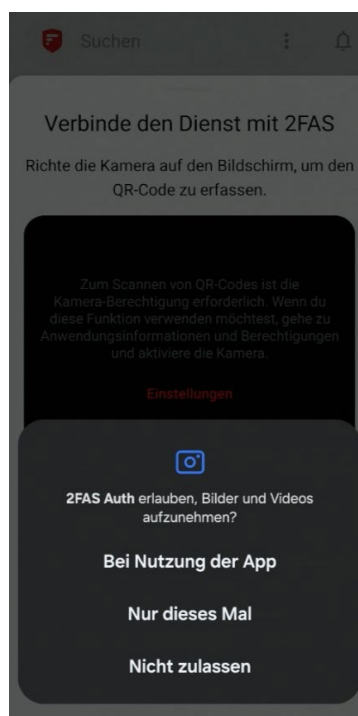 Suchen
Verbinde den Dienst mit 2FAS
Richte die Kamera auf den Bildschirm, um den
QR-Code zu erfassen.
Zum Scannen von QR-Codes ist die
Kamera-Berechtigung erforderlich. Wenn du
diese Funktion verwenden möchtest, gehe zu
Anwendungsinformationen und Berechtigungen
und aktiviere die Kamera.
Einstellungen
2FAS Auth erlauben, Bilder und Videos
aufzunehmen?
Bei Nutzung der App
Nur dieses Mal
Nicht zulassen